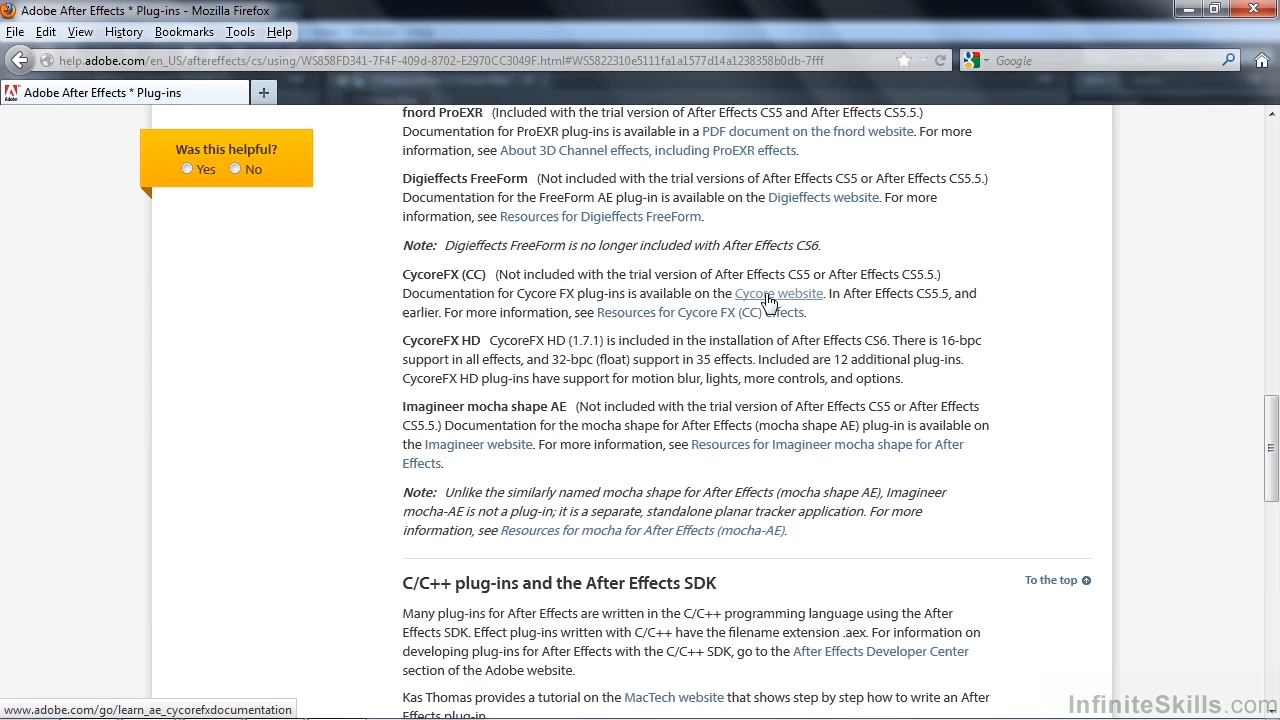 Adobe After Effects * Plug-ins - Mozilla Firefox
File Edit View History Bookmarks Tools Help
help.adobe.com/en_US/aftereffects/cs/using/WS858FD341-7F4F-409d-8702-E2970CC30491.html#WS5822310e5111fa1a1577d14a1238358b0db-7fff
Google
Adobe After Effects * Plug-ins
Was this helpful?
Yes No
fnord ProEXR (Included with the trial version of After Effects CS5 and After Effects CS5.5.)
Documentation for ProEXR plug-ins is available in a PDF document on the fnord website. For more
information, see About 3D Channel effects, including ProEXR effects.
Digieffects FreeForm (Not included with the trial versions of After Effects CS5 or After Effects CS5.5.)
Documentation for the FreeForm AE plug-in is available on the Digieffects website. For more
information, see Resources for Digieffects FreeForm.
Note: Digieffects FreeForm is no longer included with After Effects CS6.
CycoreFX (CC) (Not included with the trial version of After Effects CS5 or After Effects CS5.5.)
Documentation for Cycore FX plug-ins is available on the Cycore website. In After Effects CS5.5, and
earlier. For more information, see Resources for Cycore FX (CC) effects.
CycoreFX HD CycoreFX HD (1.7.1) is included in the installation of After Effects CS6. There is 16-bpc
support in all effects, and 32-bpc (float) support in 35 effects. Included are 12 additional plug-ins.
CycoreFX HD plug-ins have support for motion blur, lights, more controls, and options.
Imagineer mocha shape AE (Not included with the trial version of After Effects CS5 or After Effects
CS5.5.) Documentation for the mocha shape for After Effects (mocha shape AE) plug-in is available on
the Imagineer website. For more information, see Resources for Imagineer mocha shape for After
Effects.
Note: Unlike the similarly named mocha shape for After Effects (mocha shape AE), Imagineer
mocha-AE is not a plug-in; it is a separate, standalone planar tracker application. For more
information, see Resources for mocha for After Effects (mocha-AE).
C/C++ plug-ins and the After Effects SDK
To the top
Many plug-ins for After Effects are written in the C/C++ programming language using the After
Effects SDK. Effect plug-ins written with C/C++ have the filename extension .aex. For information on
developing plug-ins for After Effects with the C/C++ SDK, go to the After Effects Developer Center
section of the Adobe website.
Kas Thomas provides a tutorial on the MacTech website that shows step by step how to write an After
Effects plug-in
www.adobe.com/go/learn_ae_cycorefxdocumentation
InfiniteSkills.com